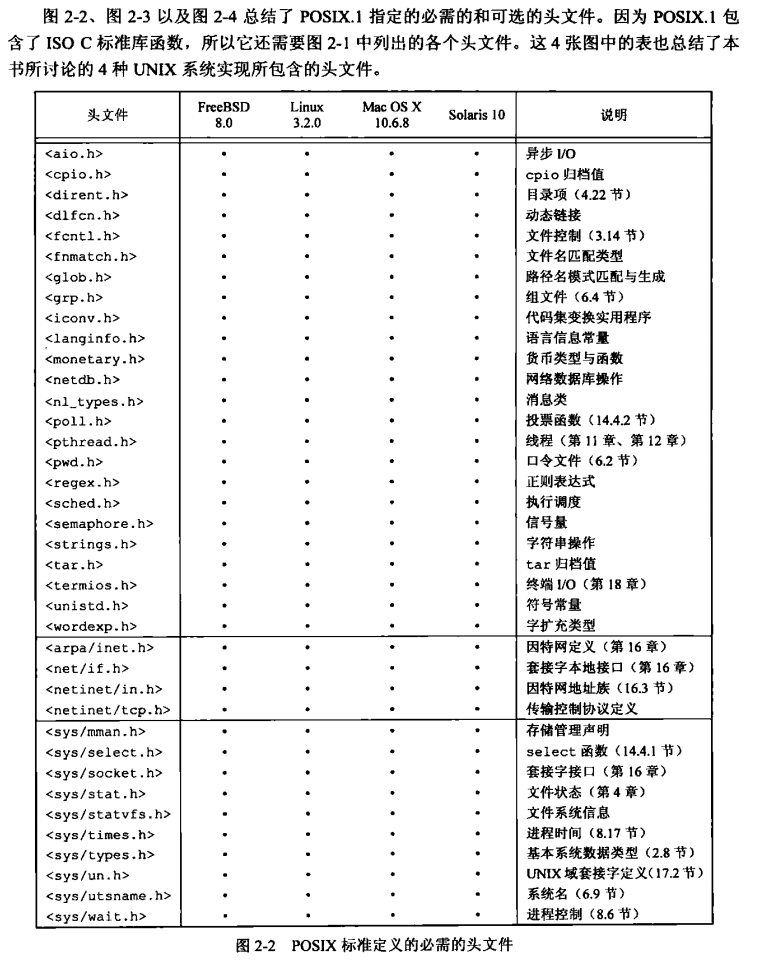 图 2-2、图 2-3 以及图 2-4 总结了 POSIX.1 指定的必需的和可选的头文件。因为 POSIX.1 包
含了 ISO C 标准库函数，所以它还需要图 2-1 中列出的各个头文件。这 4 张图中的表也总结了本
书所讨论的 4 种 UNIX 系统实现所包含的头文件。
头文件 FreeBSD 8.0 Linux 3.2.0 Mac OS X 10.6.8 Solaris 10 说明
<aio.h> • • • • 异步 I/O
<cpio.h> • • • • cpio 归档值
<dirent.h> • • • • 目录项（4.22 节）
<dlfcn.h> • • • • 动态链接
<fcntl.h> • • • • 文件控制（3.14 节）
<fnmatch.h> • • • • 文件名匹配类型
<glob.h> • • • • 路径名模式匹配与生成
<grp.h> • • • • 组文件（6.4 节）
<iconv.h> • • • • 代码集变换实用程序
<langinfo.h> • • • • 语言信息常量
<monetary.h> • • • • 货币类型与函数
<netdb.h> • • • • 网络数据库操作
<nl_types.h> • • • • 消息类
<poll.h> • • • • 投票函数（14.4.2 节）
<pthread.h> • • • • 线程（第 11 章、第 12 章）
<pwd.h> • • • • 口令文件（6.2 节）
<regex.h> • • • • 正则表达式
<sched.h> • • • • 执行调度
<semaphore.h> • • • • 信号量
<strings.h> • • • • 字符串操作
<tar.h> • • • • tar 归档值
<termios.h> • • • • 终端 I/O（第 18 章）
<unistd.h> • • • • 符号常量
<wordexp.h> • • • • 字扩充类型
<arpa/inet.h> • • • • 因特网定义（第 16 章）
<net/if.h> • • • • 套接字本地接口（第 16 章）
<netinet/in.h> • • • • 因特网地址族（16.3 节）
<netinet/tcp.h> • • • • 传输控制协议定义
<sys/mman.h> • • • • 存储管理声明
<sys/select.h> • • • • select 函数（14.4.1 节）
<sys/socket.h> • • • • 套接字接口（第 16 章）
<sys/stat.h> • • • • 文件状态（第 4 章）
<sys/statvfs.h> • • • • 文件系统信息
<sys/times.h> • • • • 进程时间（8.17 节）
<sys/types.h> • • • • 基本系统数据类型（2.8 节）
<sys/un.h> • • • • UNIX 域套接字定义（17.2 节）
<sys/utsname.h> • • • • 系统名（6.9 节）
<sys/wait.h> • • • • 进程控制（8.6 节）
图 2-2 POSIX 标准定义的必需的头文件